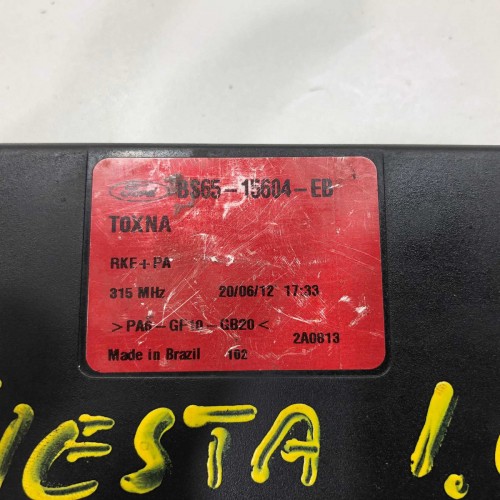 Ford BS65-15604-EB
TOXNA
RKE+PA
315 MHz 20/06/12 17:33
>PA6-GF10-GB20< 2A0613
Made in Brazil 102
IESTA 1.